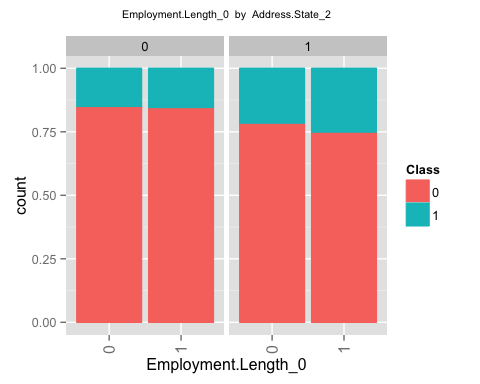 Employment.Length_0 by Address.State_2
0 1
1.00
0.75
0.50
0.25
0.00
count
0 1 0 1
Employment.Length_0
Class
0
1